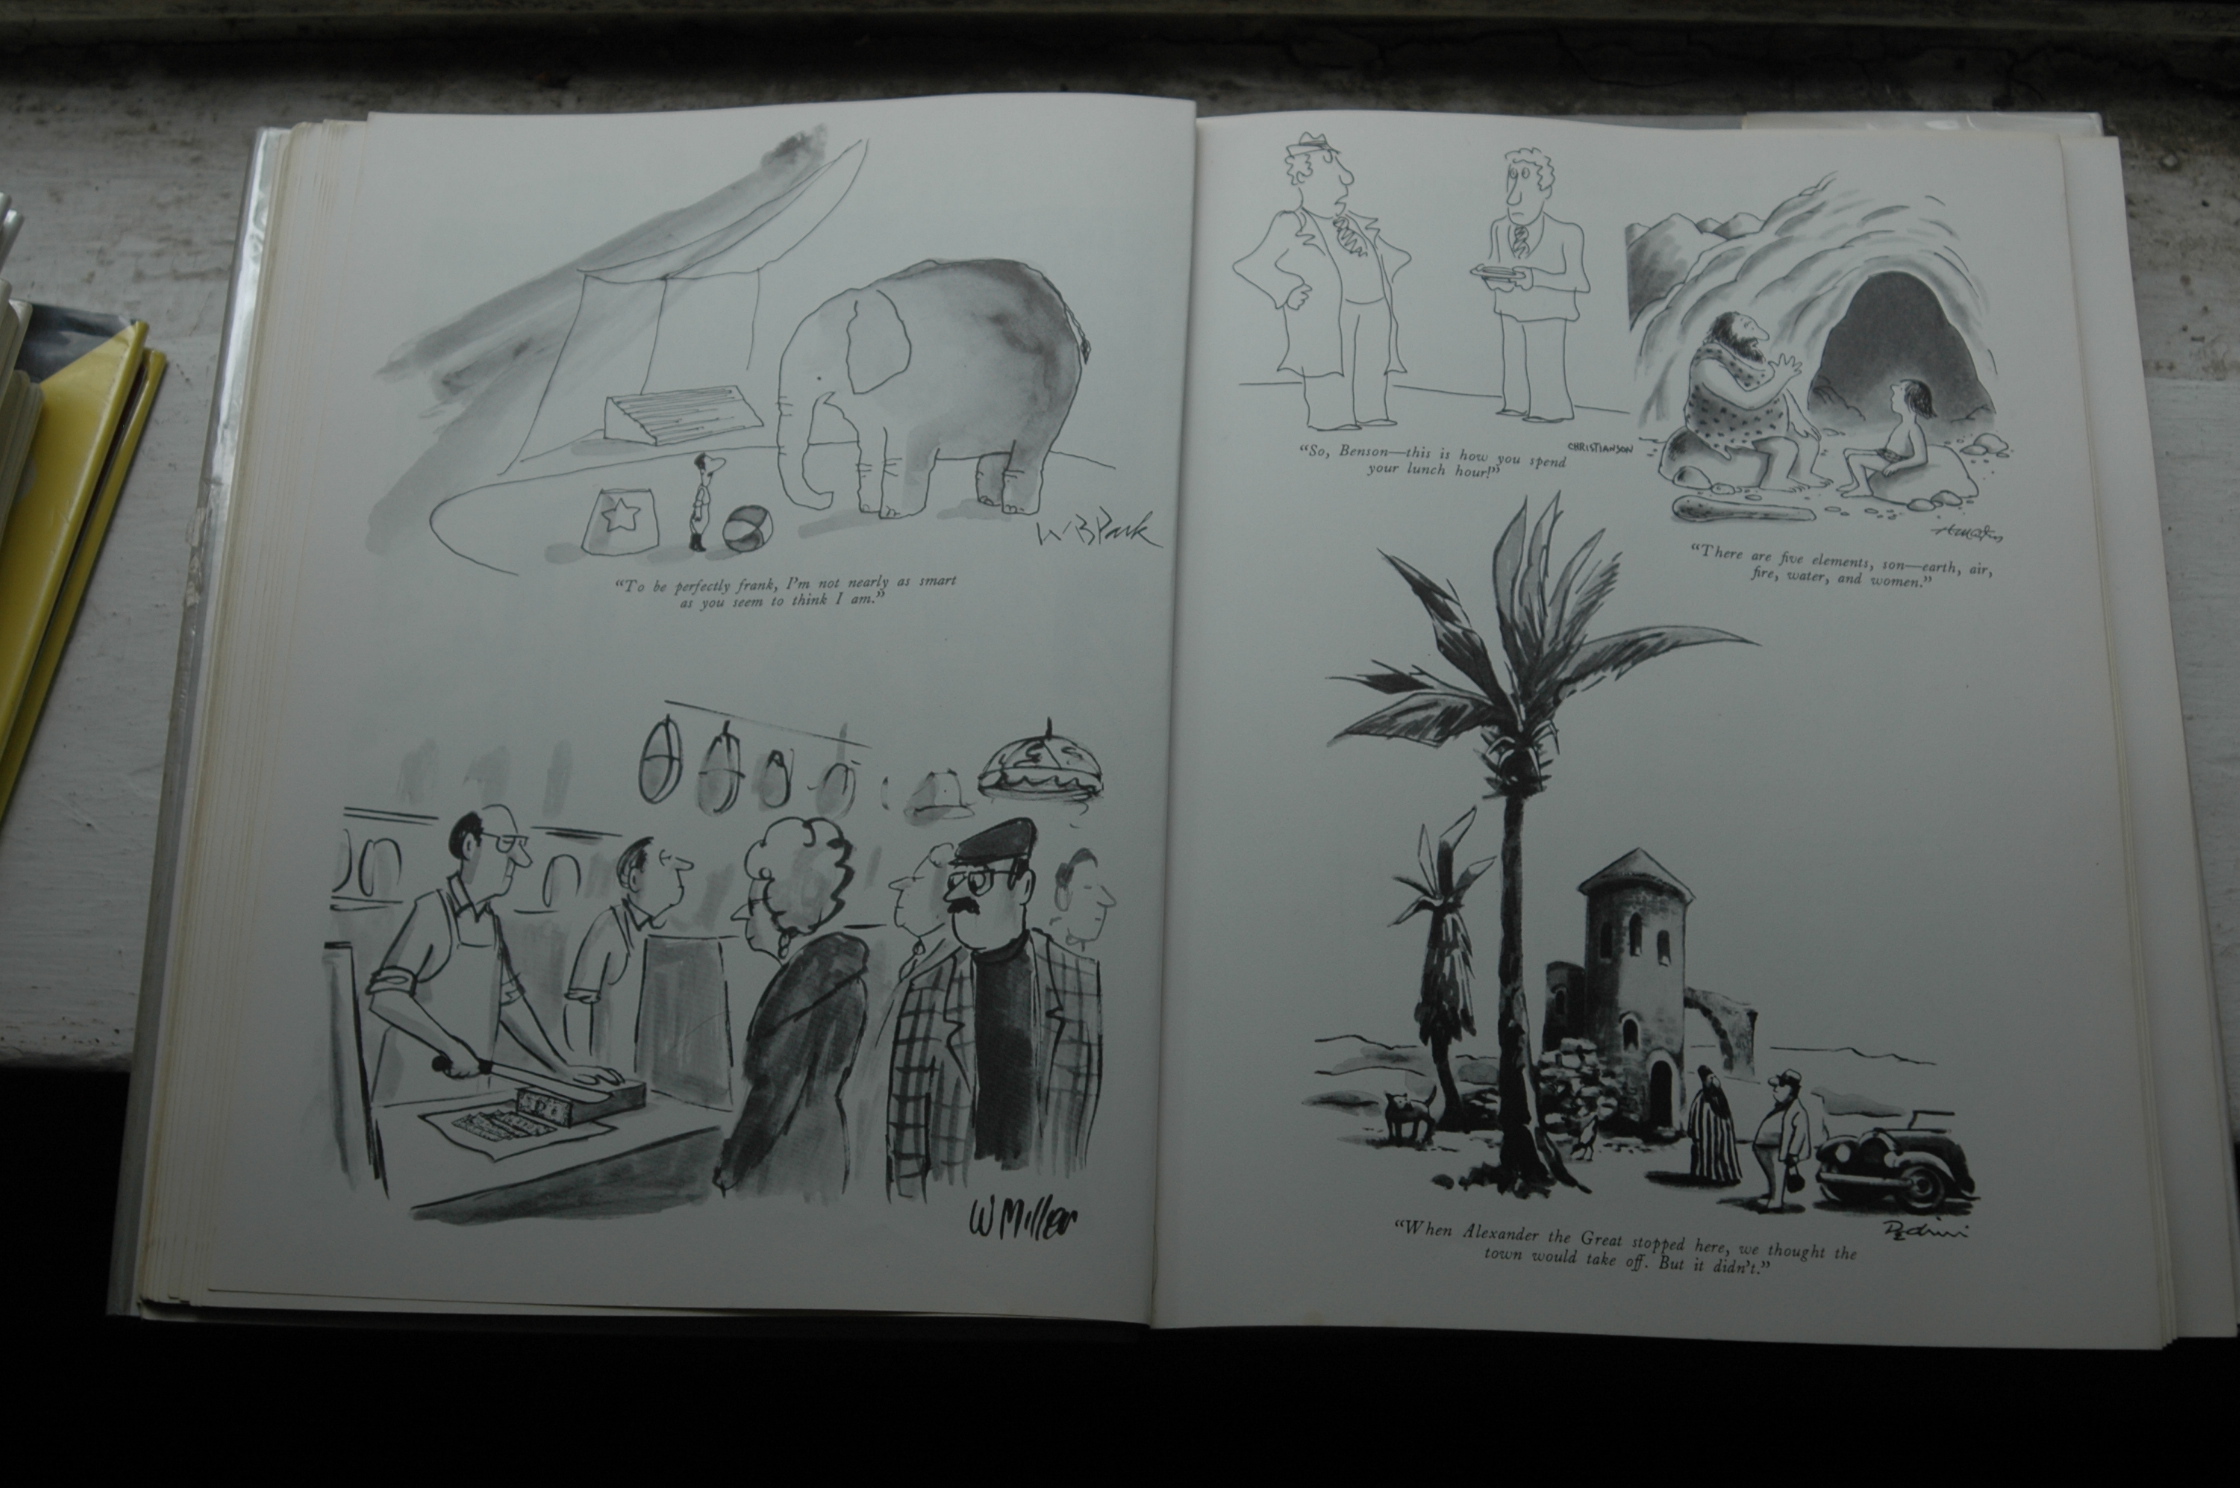 W B Park
"To be perfectly frank, I'm not nearly as smart
as you seem to think I am."
W Miller
CHRISTIANSON
"So, Benson—this is how you spend
your lunch hour!"
"There are five elements, son—earth, air,
fire, water, and women."
Dedini
"When Alexander the Great stopped here, we thought the
town would take off. But it didn't."